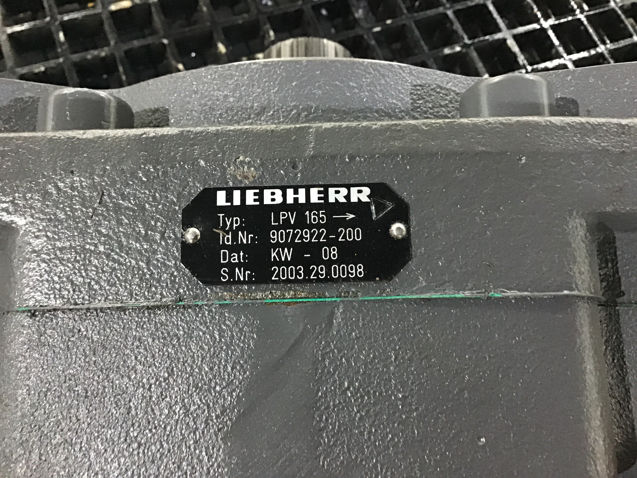 LIEBHERR
Typ: LPV 165 →
Id.Nr: 9072922-200
Dat: KW - 08
S.Nr: 2003.29.0098